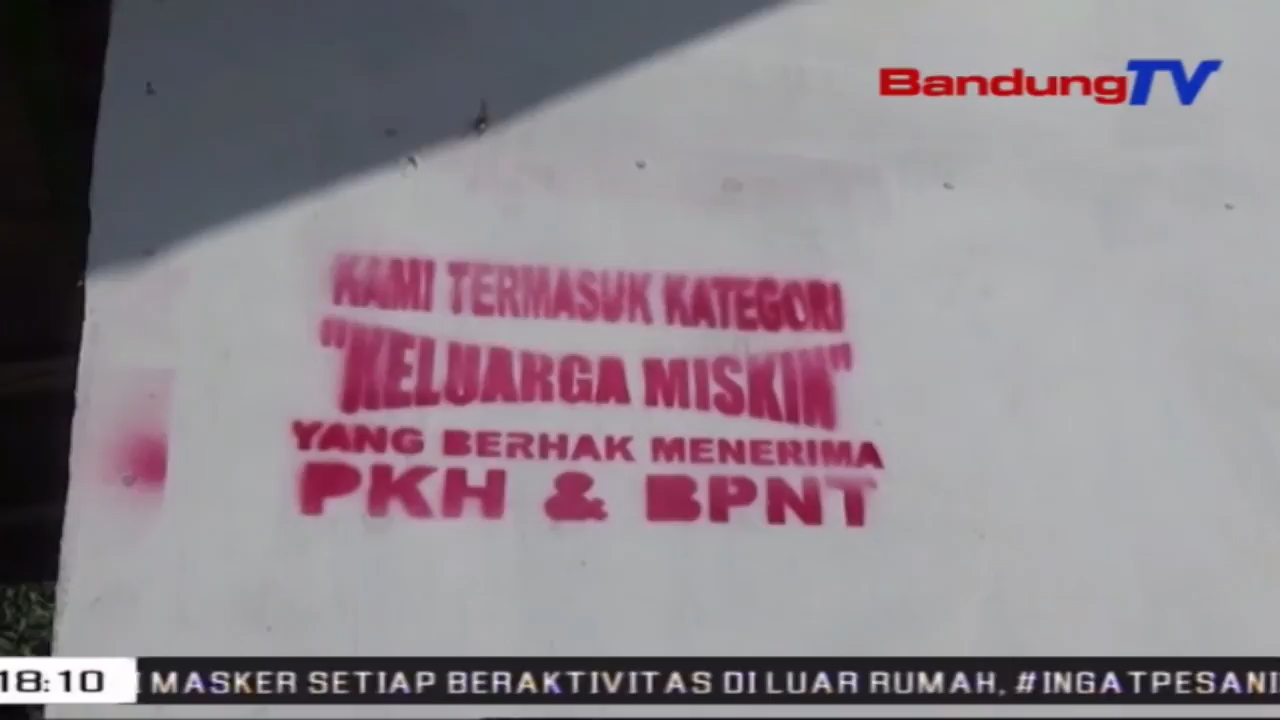 BandungTV
KAMI TERMASUK KATEGORI
"KELUARGA MISKIN"
YANG BERHAK MENERIMA
PKH & BPNT
18:10
MASKER SETIAP BERAKTIVITAS DI LUAR RUMAH, #INGATPESANI